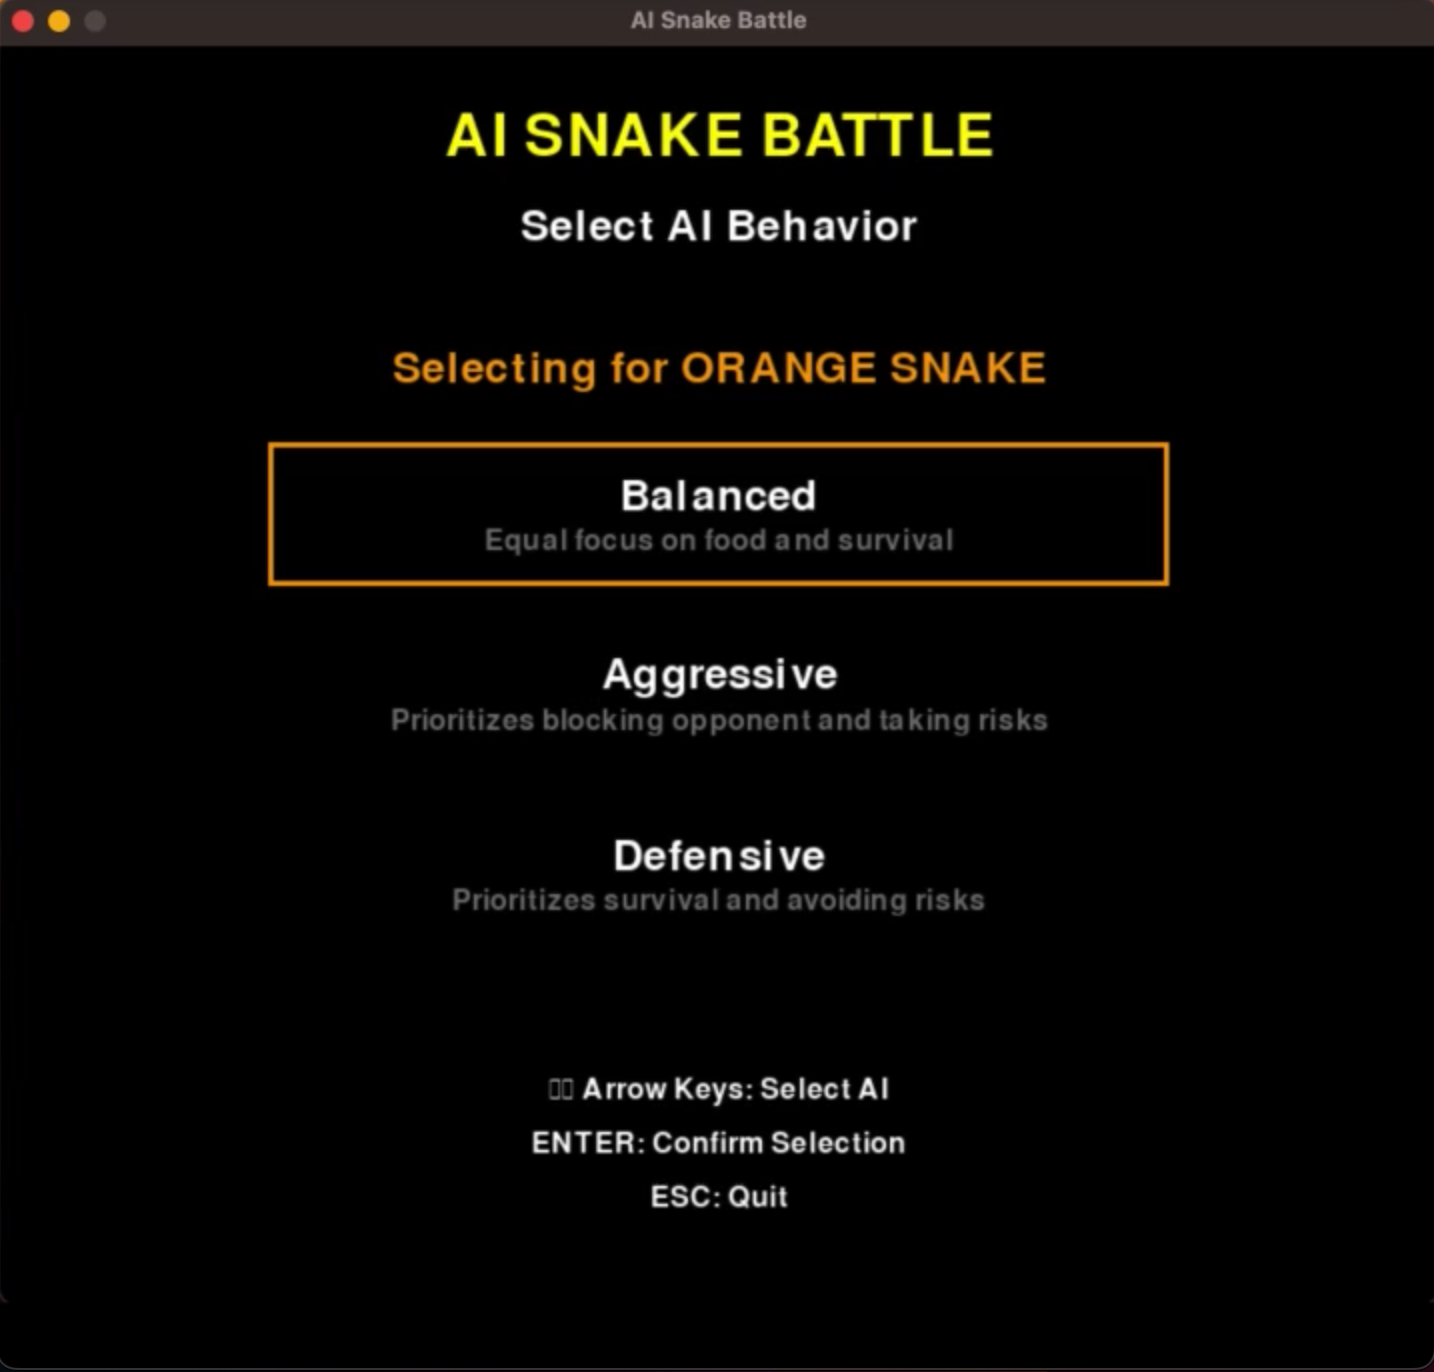 AI Snake Battle
AI SNAKE BATTLE
Select AI Behavior
Selecting for ORANGE SNAKE
Balanced
Equal focus on food and survival
Aggressive
Prioritizes blocking opponent and taking risks
Defensive
Prioritizes survival and avoiding risks
▯▯ Arrow Keys: Select AI
ENTER: Confirm Selection
ESC: Quit